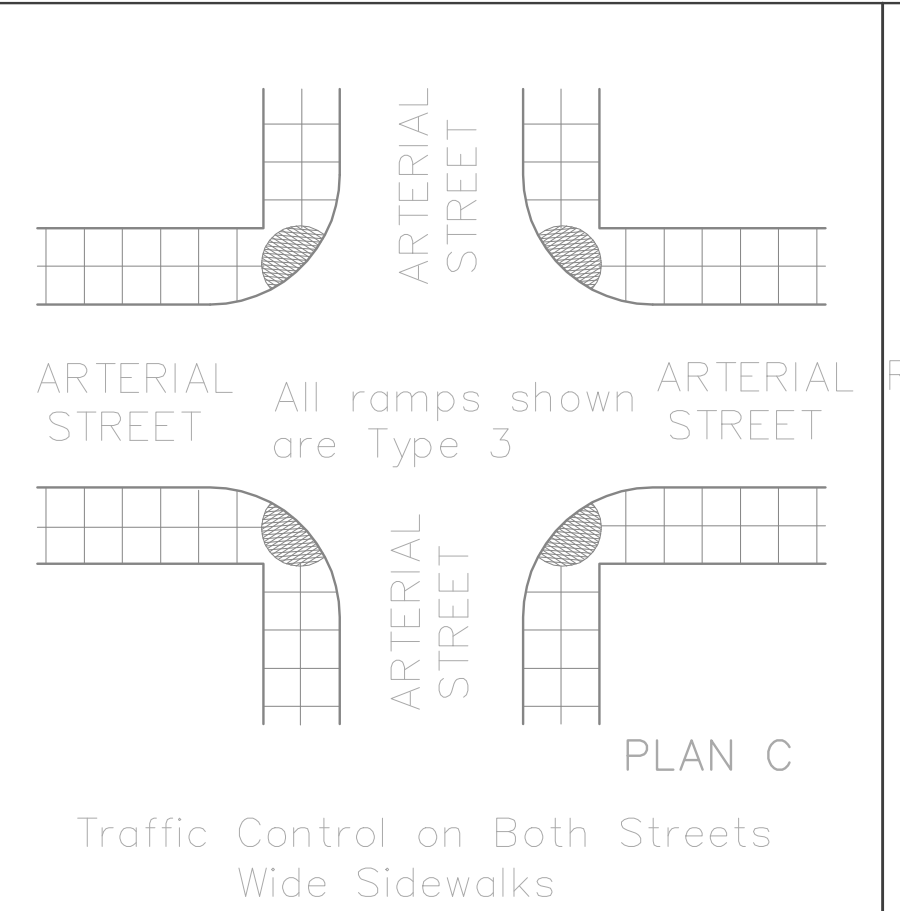 ARTERIAL
STREET
ARTERIAL
STREET
All ramps shown
are Type 3
ARTERIAL
STREET
ARTERIAL
STREET
PLAN C
Traffic Control on Both Streets
Wide Sidewalks